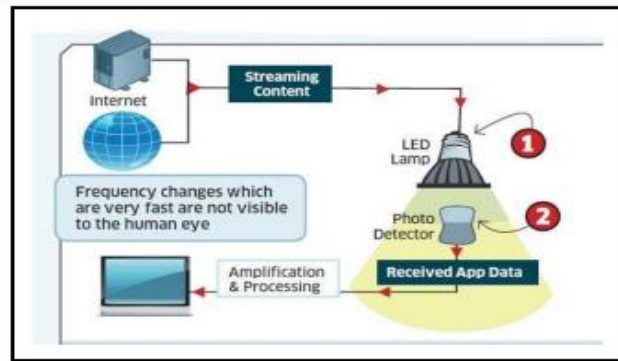 Streaming
Content
Internet
LED
Lamp
1
Frequency changes which
are very fast are not visible
to the human eye
Photo
Detector
2
Amplification
& Processing
Received App Data